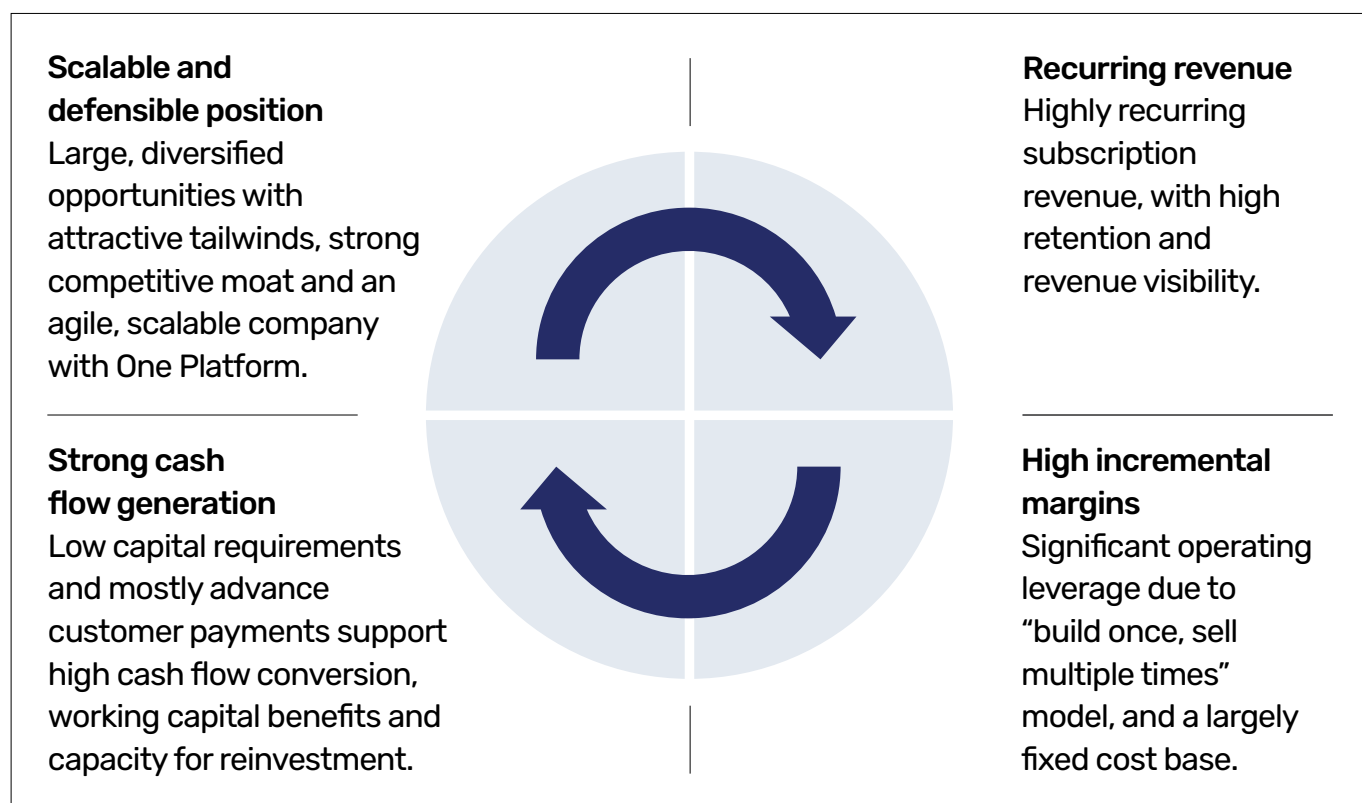 Scalable and
defensible position
Large, diversified
opportunities with
attractive tailwinds, strong
competitive moat and an
agile, scalable company
with One Platform.
Recurring revenue
Highly recurring
subscription
revenue, with high
retention and
revenue visibility.
Strong cash
flow generation
Low capital requirements
and mostly advance
customer payments support
high cash flow conversion,
working capital benefits and
capacity for reinvestment.
High incremental
margins
Significant operating
leverage due to
“build once, sell
multiple times”
model, and a largely
fixed cost base.